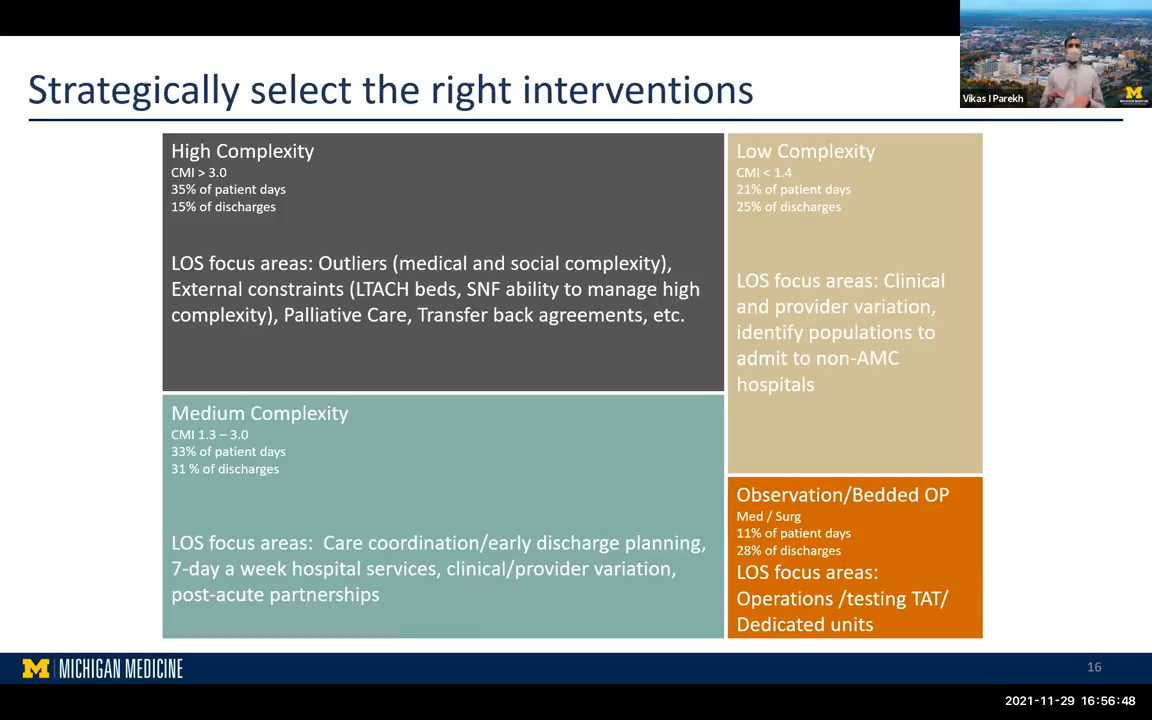 Strategically select the right interventions
Vikas I Parekh
High Complexity
CMI > 3.0
35% of patient days
15% of discharges
LOS focus areas: Outliers (medical and social complexity),
External constraints (LTACH beds, SNF ability to manage high
complexity), Palliative Care, Transfer back agreements, etc.
Low Complexity
CMI < 1.4
21% of patient days
25% of discharges
LOS focus areas: Clinical
and provider variation,
identify populations to
admit to non-AMC
hospitals
Medium Complexity
CMI 1.3 – 3.0
33% of patient days
31 % of discharges
LOS focus areas:  Care coordination/early discharge planning,
7-day a week hospital services, clinical/provider variation,
post-acute partnerships
Observation/Bedded OP
Med / Surg
11% of patient days
28% of discharges
LOS focus areas:
Operations /testing TAT/
Dedicated units
M MICHIGAN MEDICINE
16
2021-11-29 16:56:48